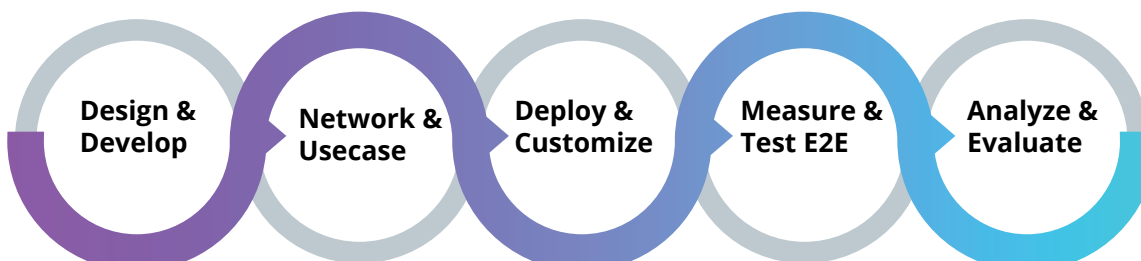 Design &
Develop
Network &
Usecase
Deploy &
Customize
Measure &
Test E2E
Analyze &
Evaluate